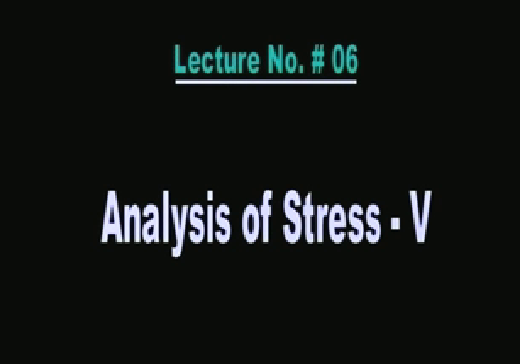 Lecture No. # 06
Analysis of Stress - V